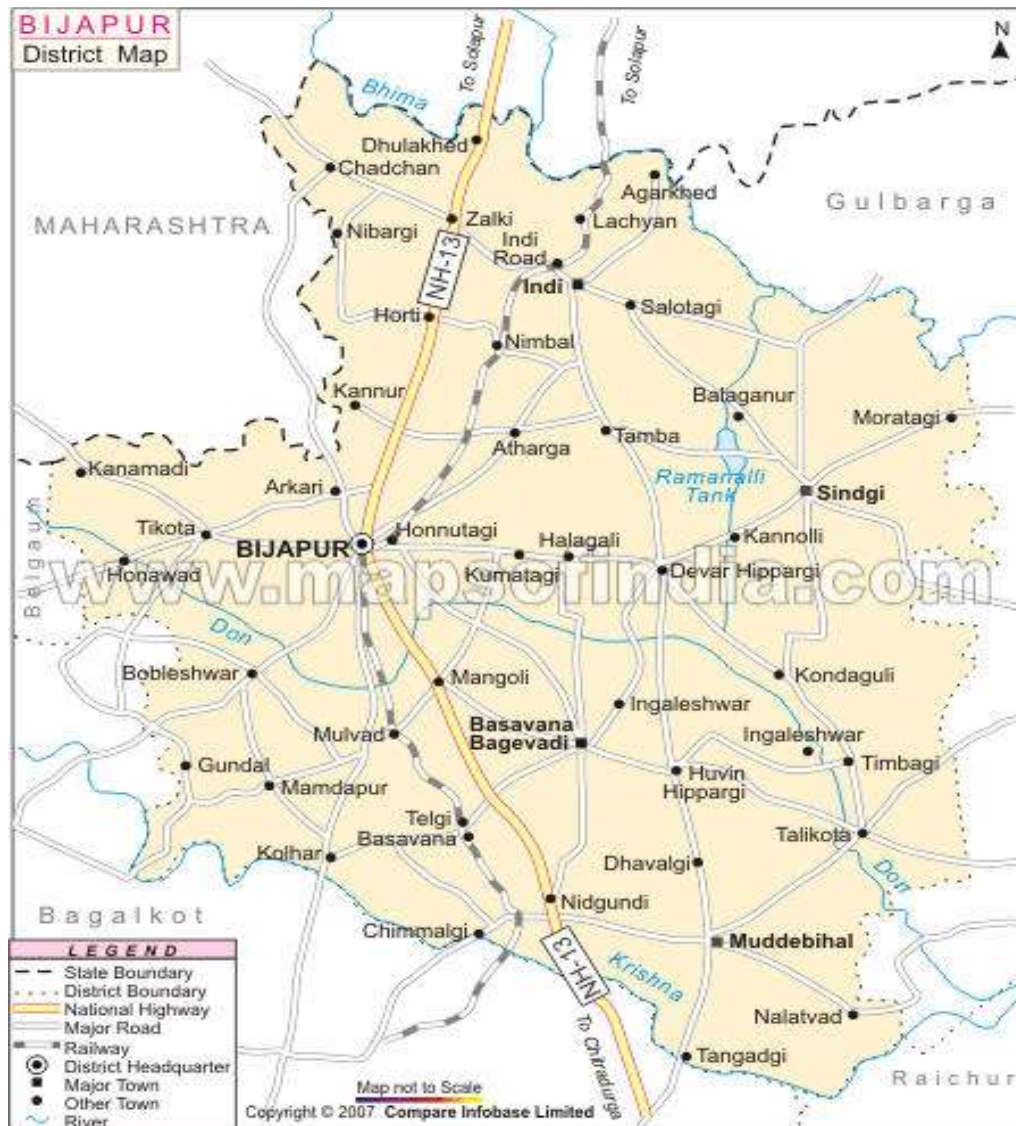 BIJAPUR
District Map
N
To Solapur
To Solapur
Bhima
Dhulakhed
Chadchan
Agarkhed
Gulbarga
MAHARASHTRA
Zalki
Lachyan
Nibargi
Indi
Road
NH-13
Indi
Salotagi
Horti
Nimbal
Kannur
Balaganur
Moratagi
Atharga
Tamba
Kanamadi
Ramanalli
Tank
Arkari
Sindgi
Belgaum
Tikota
Honnutagi
Kannolli
BIJAPUR
Halagali
Honawad
Kumatagi
Devar Hippargi
www.mapsofindia.com
Don
Bobleshwar
Mangoli
Kondaguli
Ingaleshwar
Basavana
Bagevadi
Mulvad
Ingaleshwar
Gundal
Timbagi
Mamdapur
Huvin
Hippargi
Telgi
Basavana
Talikota
Kolhar
Dhavalgi
Don
Nidgundi
Bagalkot
Chimmalgi
Muddebihal
NH-13
Krishna
Nalatvad
To Chitradurga
Tangadgi
Raichur
LEGEND
State Boundary
District Boundary
National Highway
Major Road
Railway
District Headquarter
Major Town
Other Town
River
Map not to Scale
Copyright © 2007 Compare Infobase Limited